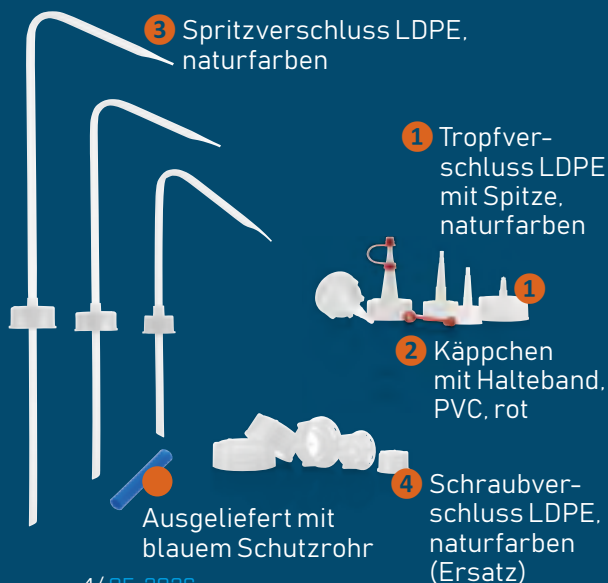 3 Spritzverschluss LDPE,
naturfarben
1 Tropfver-
schluss LDPE
mit Spitze,
naturfarben
1
2 Käppchen
mit Halteband,
PVC, rot
4 Schraubver-
schluss LDPE,
naturfarben
(Ersatz)
Ausgeliefert mit
blauem Schutzrohr